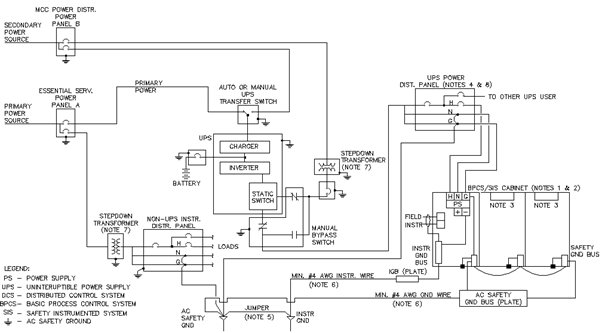 MCC POWER DISTR.
POWER
PANEL B
SECONDARY
POWER
SOURCE
ESSENTIAL SERV.
POWER
PANEL A
PRIMARY
POWER
PRIMARY
POWER
SOURCE
AUTO OR MANUAL
UPS
TRANSFER SWITCH
UPS POWER
DIST. PANEL (NOTES 4 & 8)
H
N
G
TO OTHER UPS USER
UPS
CHARGER
INVERTER
STATIC
SWITCH
BATTERY
STEPDOWN
TRANSFORMER
(NOTE 7)
MANUAL
BYPASS
SWITCH
H N G
PS
+ -
BPCS/SIS CABINET (NOTES 1 & 2)
NOTE 3
NOTE 3
FIELD
INSTR
INSTR
GND
BUS
SAFETY
GND BUS
STEPDOWN
TRANSFORMER
(NOTE 7)
NON-UPS INSTR.
DISTR. PANEL
H
N
G
LOADS
MIN. #4 AWG INSTR. WIRE
(NOTE 6)
IGB (PLATE)
MIN. #4 AWG GND WIRE
(NOTE 6)
AC SAFETY
GND BUS (PLATE)
AC SAFETY
GND
JUMPER
(NOTE 5)
INSTR
GND
LEGEND:
PS – POWER SUPPLY
UPS – UNINTERUPTIBLE POWER SUPPLY
DCS – DISTRIBUTED CONTROL SYSTEM
BPCS– BASIC PROCESS CONTROL SYSTEM
SIS – SAFETY INSTRUMENTED SYSTEM
– AC SAFETY GROUND